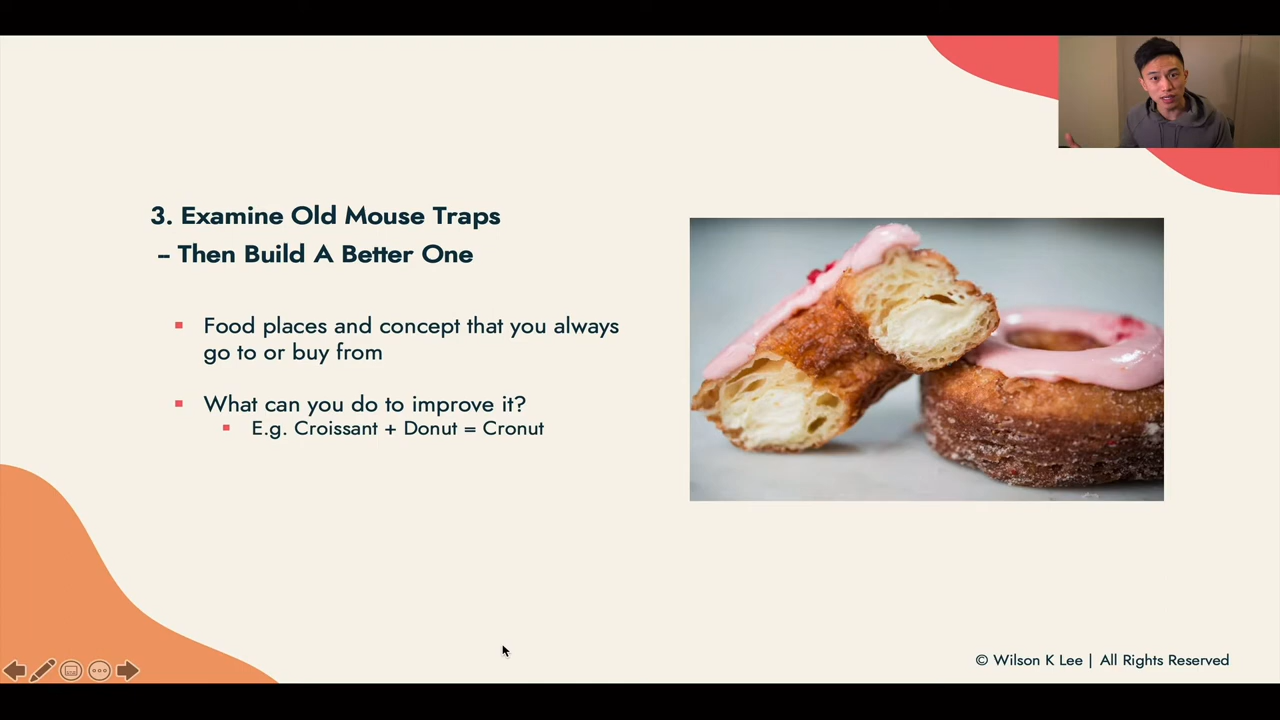 3. Examine Old Mouse Traps
– Then Build A Better One
Food places and concept that you always
go to or buy from
What can you do to improve it?
E.g. Croissant + Donut = Cronut
© Wilson K Lee | All Rights Reserved